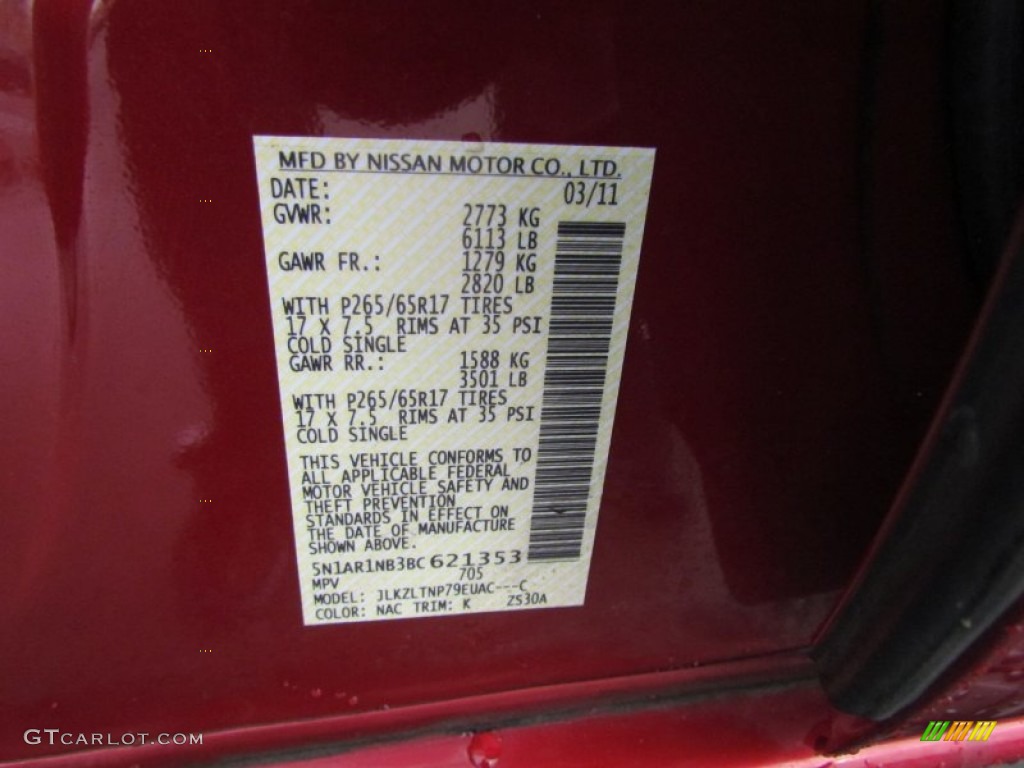 MFD BY NISSAN MOTOR CO., LTD.
DATE: 03/11
GVWR: 2773 KG
6113 LB
GAWR FR.: 1279 KG
2820 LB
WITH P265/65R17 TIRES
17 X 7.5 RIMS AT 35 PSI
COLD SINGLE
GAWR RR.: 1588 KG
3501 LB
WITH P265/65R17 TIRES
17 X 7.5 RIMS AT 35 PSI
COLD SINGLE
THIS VEHICLE CONFORMS TO
ALL APPLICABLE FEDERAL
MOTOR VEHICLE SAFETY AND
THEFT PREVENTION
STANDARDS IN EFFECT ON
THE DATE OF MANUFACTURE
SHOWN ABOVE.
5N1AR1NB3BC 621353
MPV 705
MODEL: JLKZLTNP79EUAC---C
COLOR: NAC TRIM: K ZS30A
GTCARLOT.COM